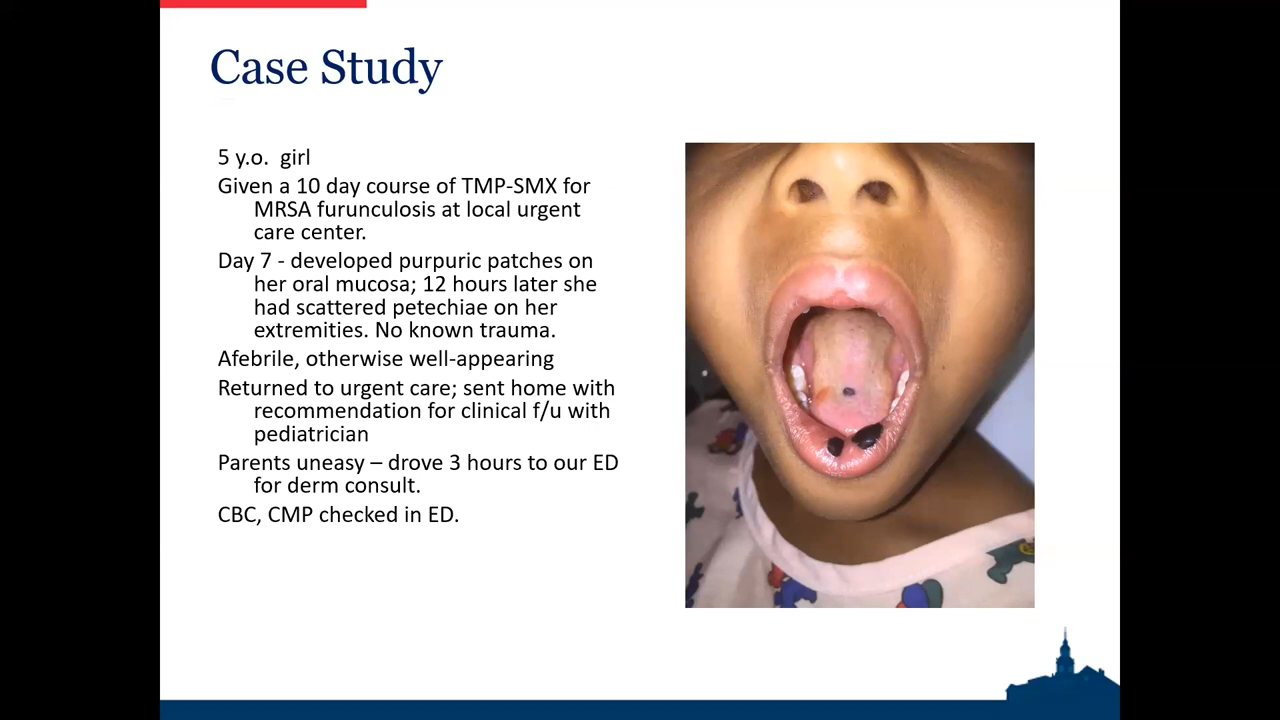 Case Study
5 y.o. girl
Given a 10 day course of TMP-SMX for
MRSA furunculosis at local urgent
care center.
Day 7 - developed purpuric patches on
her oral mucosa; 12 hours later she
had scattered petechiae on her
extremities. No known trauma.
Afebrile, otherwise well-appearing
Returned to urgent care; sent home with
recommendation for clinical f/u with
pediatrician
Parents uneasy – drove 3 hours to our ED
for derm consult.
CBC, CMP checked in ED.